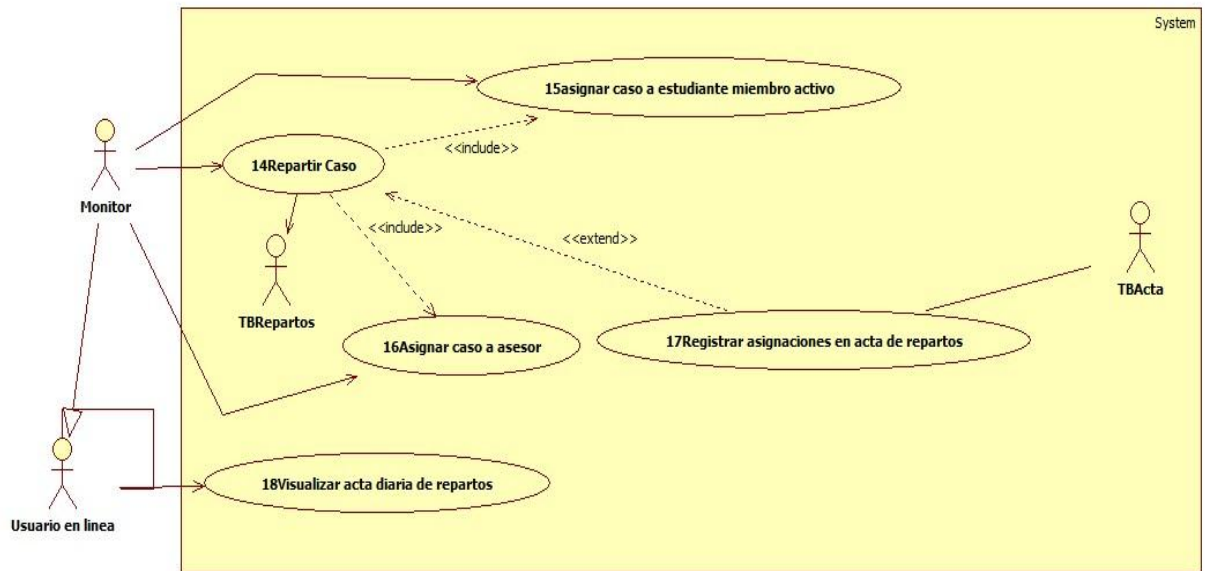 System
15asignar caso a estudiante miembro activo
<<include>>
14Repartir Caso
Monitor
<<include>>
<<extend>>
TBRepartos
TBActa
16Asignar caso a asesor
17Registrar asignaciones en acta de repartos
18Visualizar acta diaria de repartos
Usuario en linea